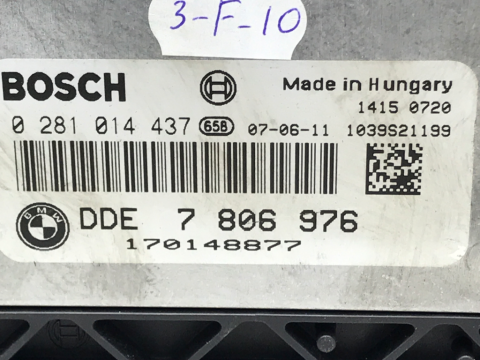 3-F-10
BOSCH
Made in Hungary
1415 0720
0 281 014 437 65B 07-06-11 1039S21199
BMW DDE 7 806 976
170148877